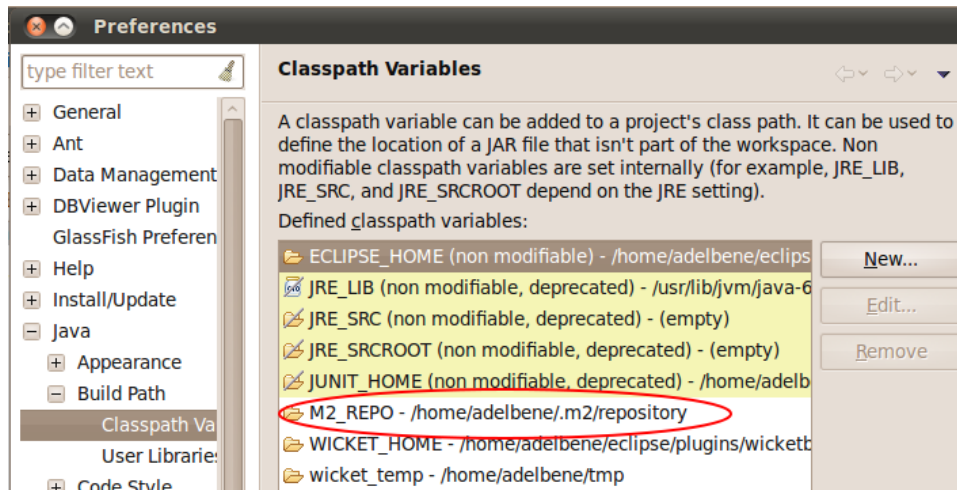 Preferences
type filter text
General
Ant
Data Management
DBViewer Plugin
GlassFish Preferen
Help
Install/Update
Java
Appearance
Build Path
Classpath Va
User Libraries
Code Style
Classpath Variables
A classpath variable can be added to a project's class path. It can be used to
define the location of a JAR file that isn't part of the workspace. Non
modifiable classpath variables are set internally (for example, JRE_LIB,
JRE_SRC, and JRE_SRCROOT depend on the JRE setting).
Defined classpath variables:
ECLIPSE_HOME (non modifiable) - /home/adelbene/eclips
JRE_LIB (non modifiable, deprecated) - /usr/lib/jvm/java-6
JRE_SRC (non modifiable, deprecated) - (empty)
JRE_SRCROOT (non modifiable, deprecated) - (empty)
JUNIT_HOME (non modifiable, deprecated) - /home/adelb
M2_REPO - /home/adelbene/.m2/repository
WICKET_HOME - /home/adelbene/eclipse/plugins/wicketb
wicket_temp - /home/adelbene/tmp
New...
Edit...
Remove